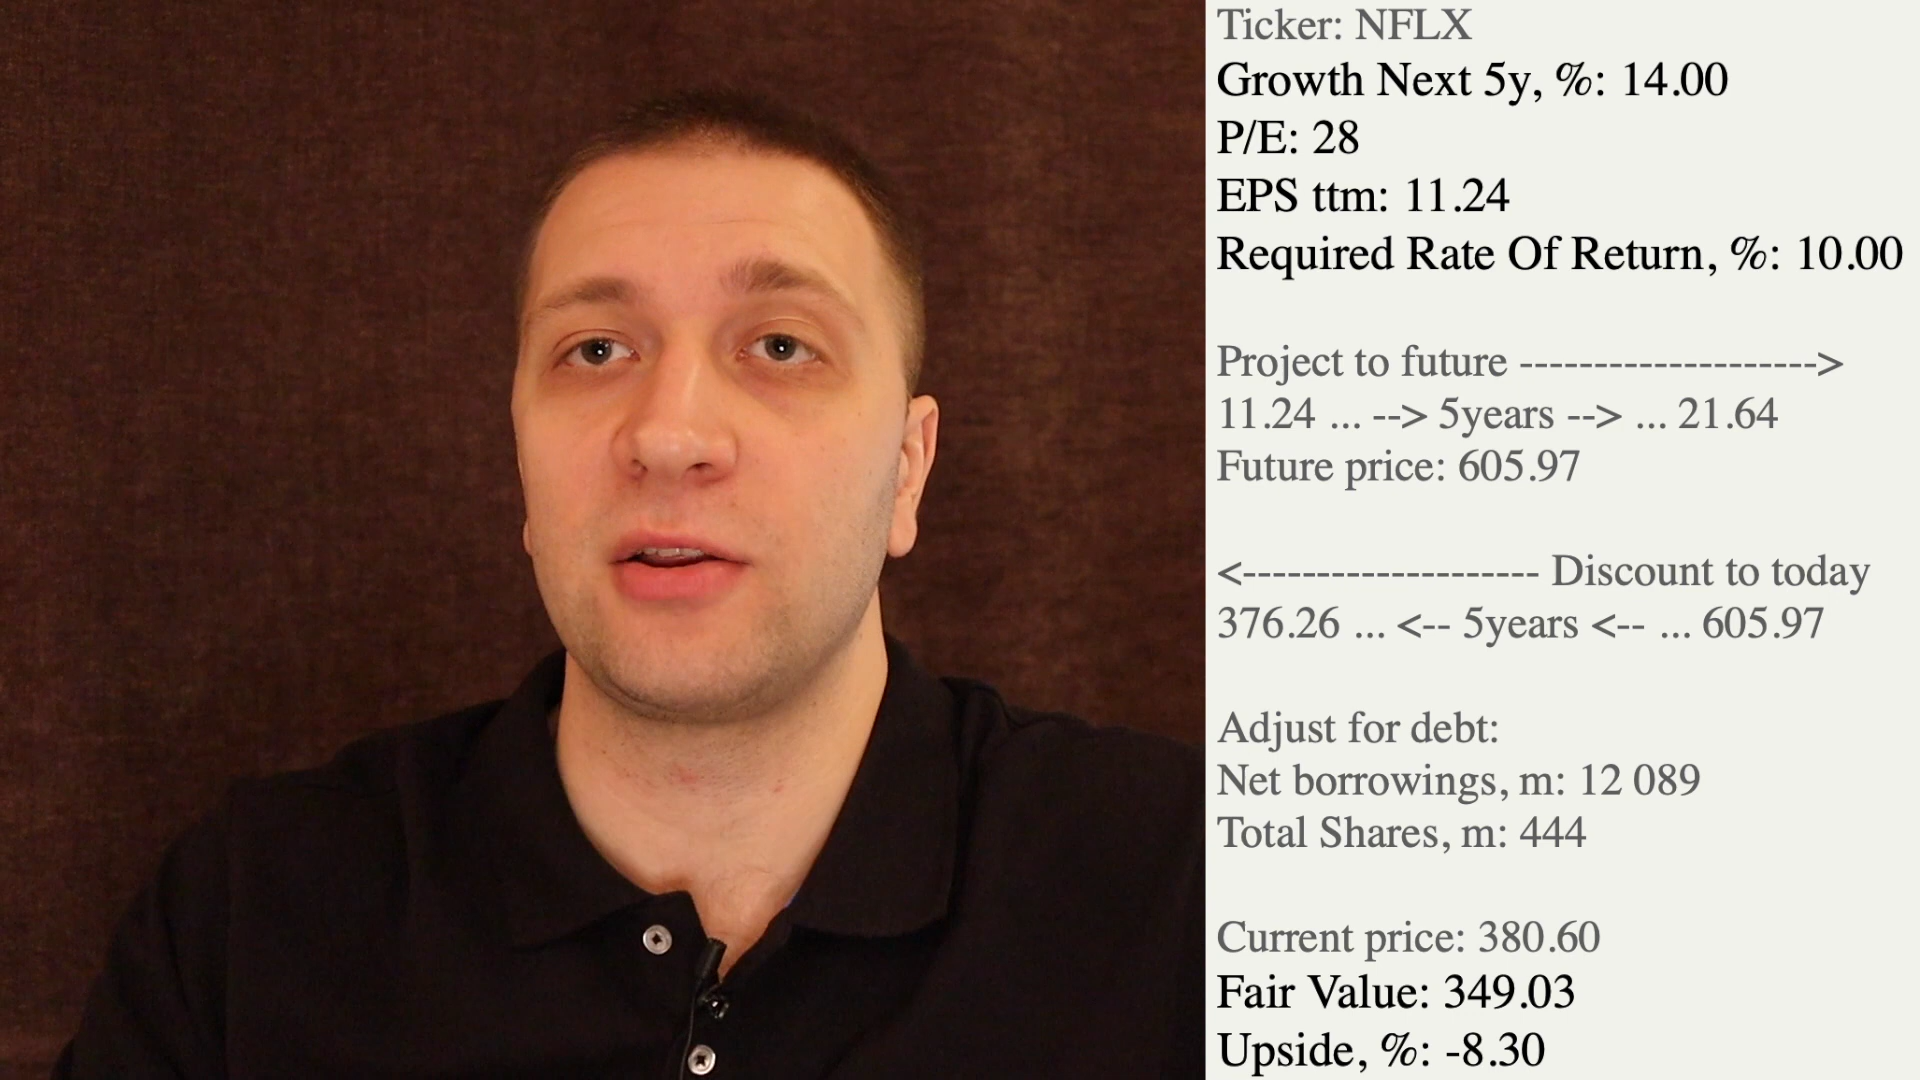 Ticker: NFLX
Growth Next 5y, %: 14.00
P/E: 28
EPS ttm: 11.24
Required Rate Of Return, %: 10.00
Project to future -------------------->
11.24 ... --> 5years --> ... 21.64
Future price: 605.97
<-------------------- Discount to today
376.26 ... <-- 5years <-- ... 605.97
Adjust for debt:
Net borrowings, m: 12 089
Total Shares, m: 444
Current price: 380.60
Fair Value: 349.03
Upside, %: -8.30